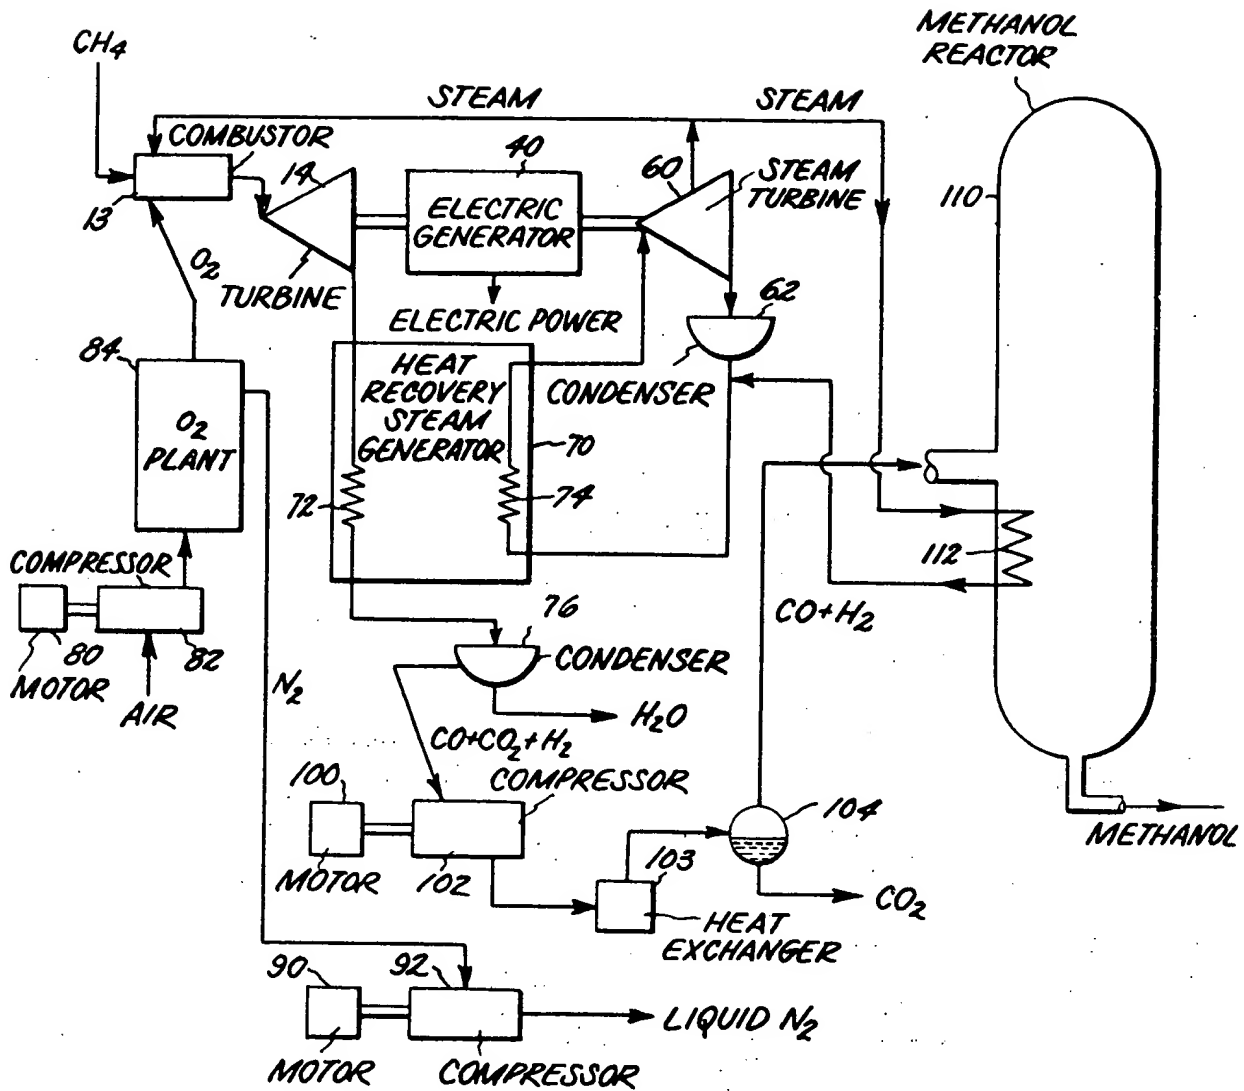 METHANOL
REACTOR
CH4
STEAM
STEAM
COMBUSTOR
13
14
TURBINE
40
ELECTRIC
GENERATOR
ELECTRIC POWER
60
STEAM
TURBINE
110
O2
62
CONDENSER
84
O2
PLANT
HEAT
RECOVERY
STEAM
GENERATOR
70
72
74
112
CO+H2
COMPRESSOR
80
82
MOTOR
AIR
N2
76
CONDENSER
H2O
CO+CO2+H2
COMPRESSOR
100
MOTOR
102
103
HEAT
EXCHANGER
104
CO2
METHANOL
90
92
MOTOR
COMPRESSOR
LIQUID N2